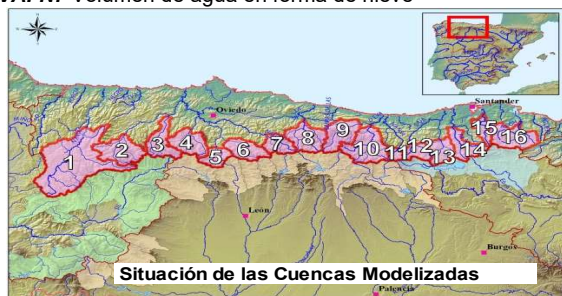 VAFN: Volumen de agua en forma de nieve
Oviedo
Santander
1
2
3
4
5
6
7
8
9
10
11
12
13
14
15
16
León
Burgos
Situación de las Cuencas Modelizadas
Palencia